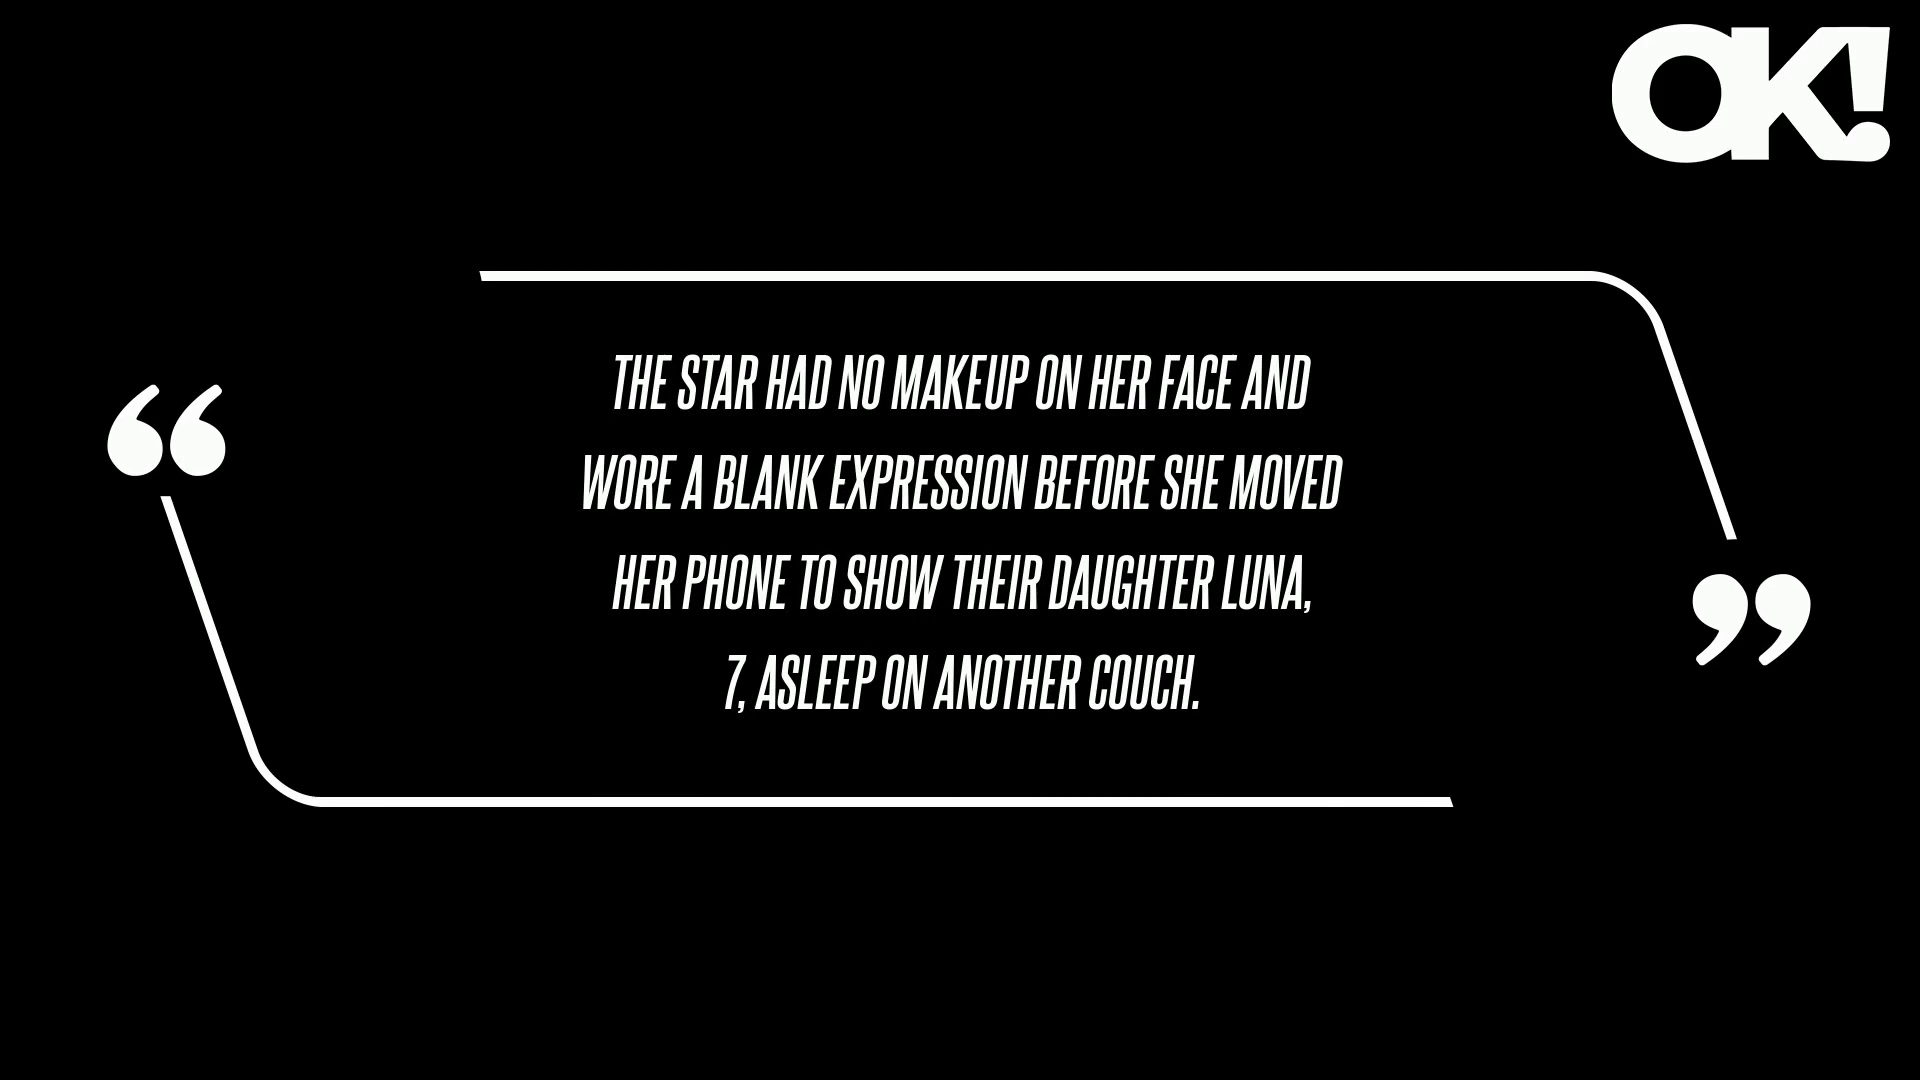 OK!
THE STAR HAD NO MAKEUP ON HER FACE AND
WORE A BLANK EXPRESSION BEFORE SHE MOVED
HER PHONE TO SHOW THEIR DAUGHTER LUNA,
7, ASLEEP ON ANOTHER COUCH.